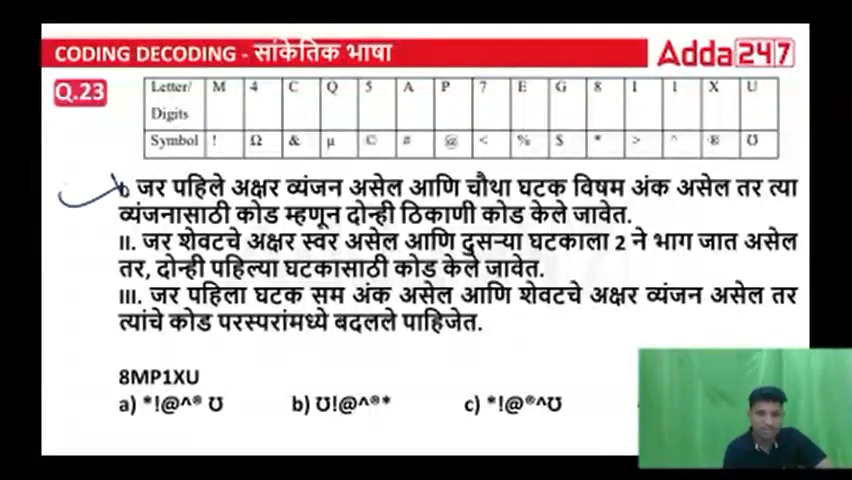 CODING DECODING - सांकेतिक भाषा
Adda247
Q.23
Letter/ Digits M 4 C Q 5 A P 7 E G 8 I 1 X U
Symbol ! Ω & µ © # @ < % $ * > ^ ® ℧
जर पहिले अक्षर व्यंजन असेल आणि चौथा घटक विषम अंक असेल तर त्या
व्यंजनासाठी कोड म्हणून दोन्ही ठिकाणी कोड केले जावेत.
II. जर शेवटचे अक्षर स्वर असेल आणि दुसऱ्या घटकाला 2 ने भाग जात असेल
तर, दोन्ही पहिल्या घटकासाठी कोड केले जावेत.
III. जर पहिला घटक सम अंक असेल आणि शेवटचे अक्षर व्यंजन असेल तर
त्यांचे कोड परस्परांमध्ये बदलले पाहिजेत.
8MP1XU
a) *!@^® ℧ b) ℧!@^®* c) *!@®^℧